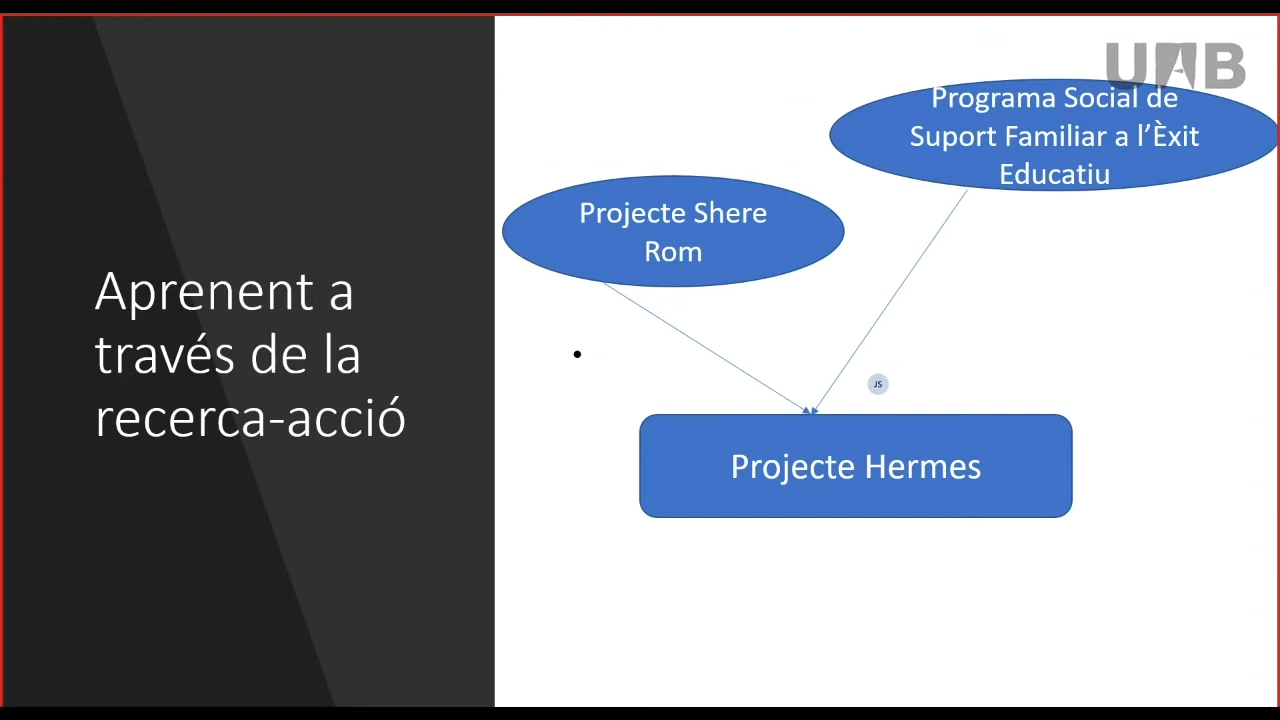 Aprenent a
través de la
recerca-acció
UAB
Programa Social de
Suport Familiar a l’Èxit
Educatiu
Projecte Shere
Rom
•
JS
Projecte Hermes